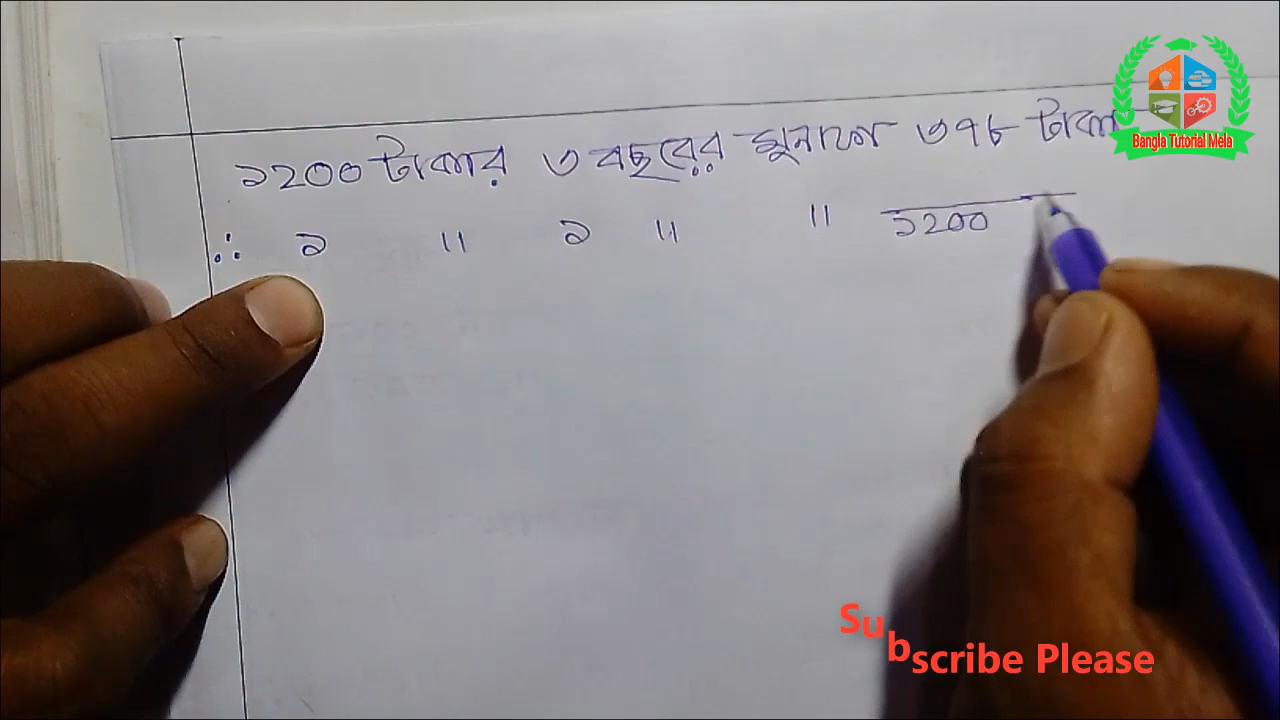 ১২০০ টাকার ৩ বছরের মুনাফা ৩৭৮ টাকা
∴ ১ " ১ " " ১২০০
Bangla Tutorial Mela
Subscribe Please